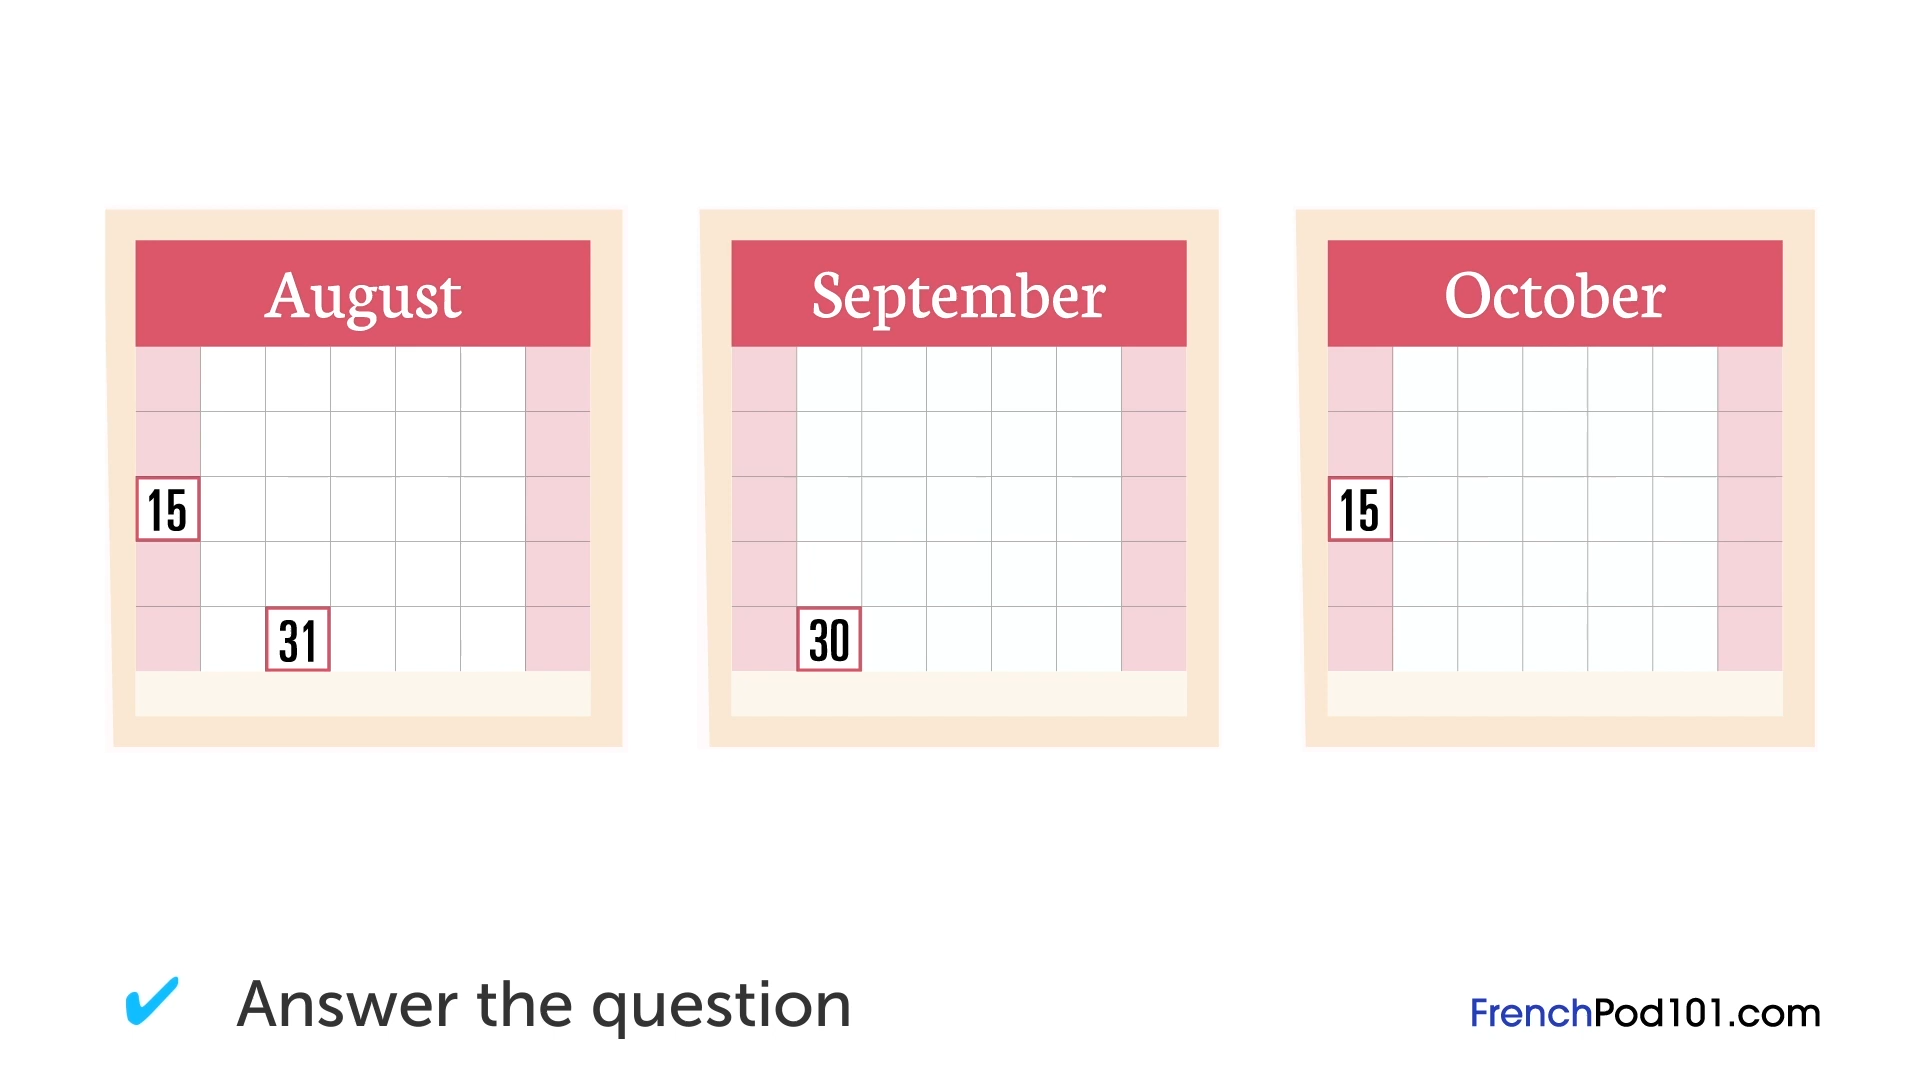 August
15
31
September
30
October
15
✔ Answer the question
FrenchPod101.com